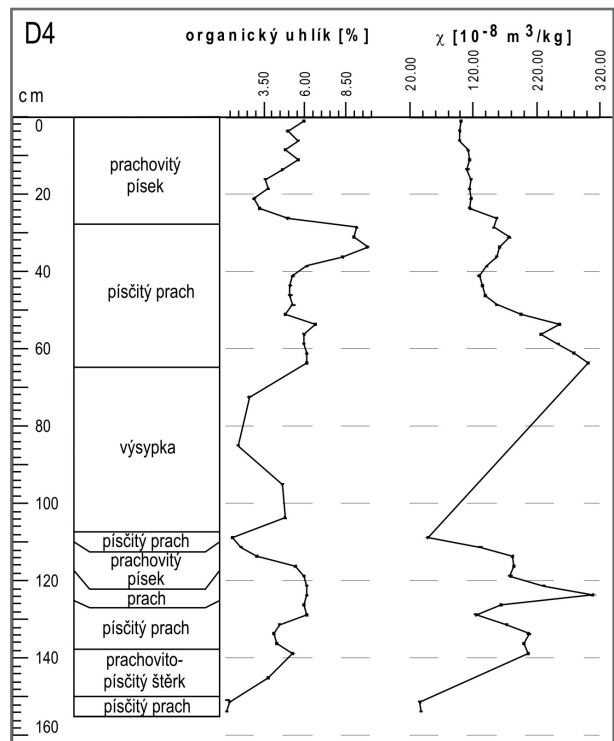 D4
organický uhlík [%]
χ [10⁻⁸ m³/kg]
cm
3.50
6.00
8.50
20.00
120.00
220.00
320.00
0
prachovitý
písek
20
písčitý prach
40
60
výsypka
80
100
písčitý prach
prachovitý
písek
120
prach
písčitý prach
140
prachovito-
písčitý štěrk
písčitý prach
160